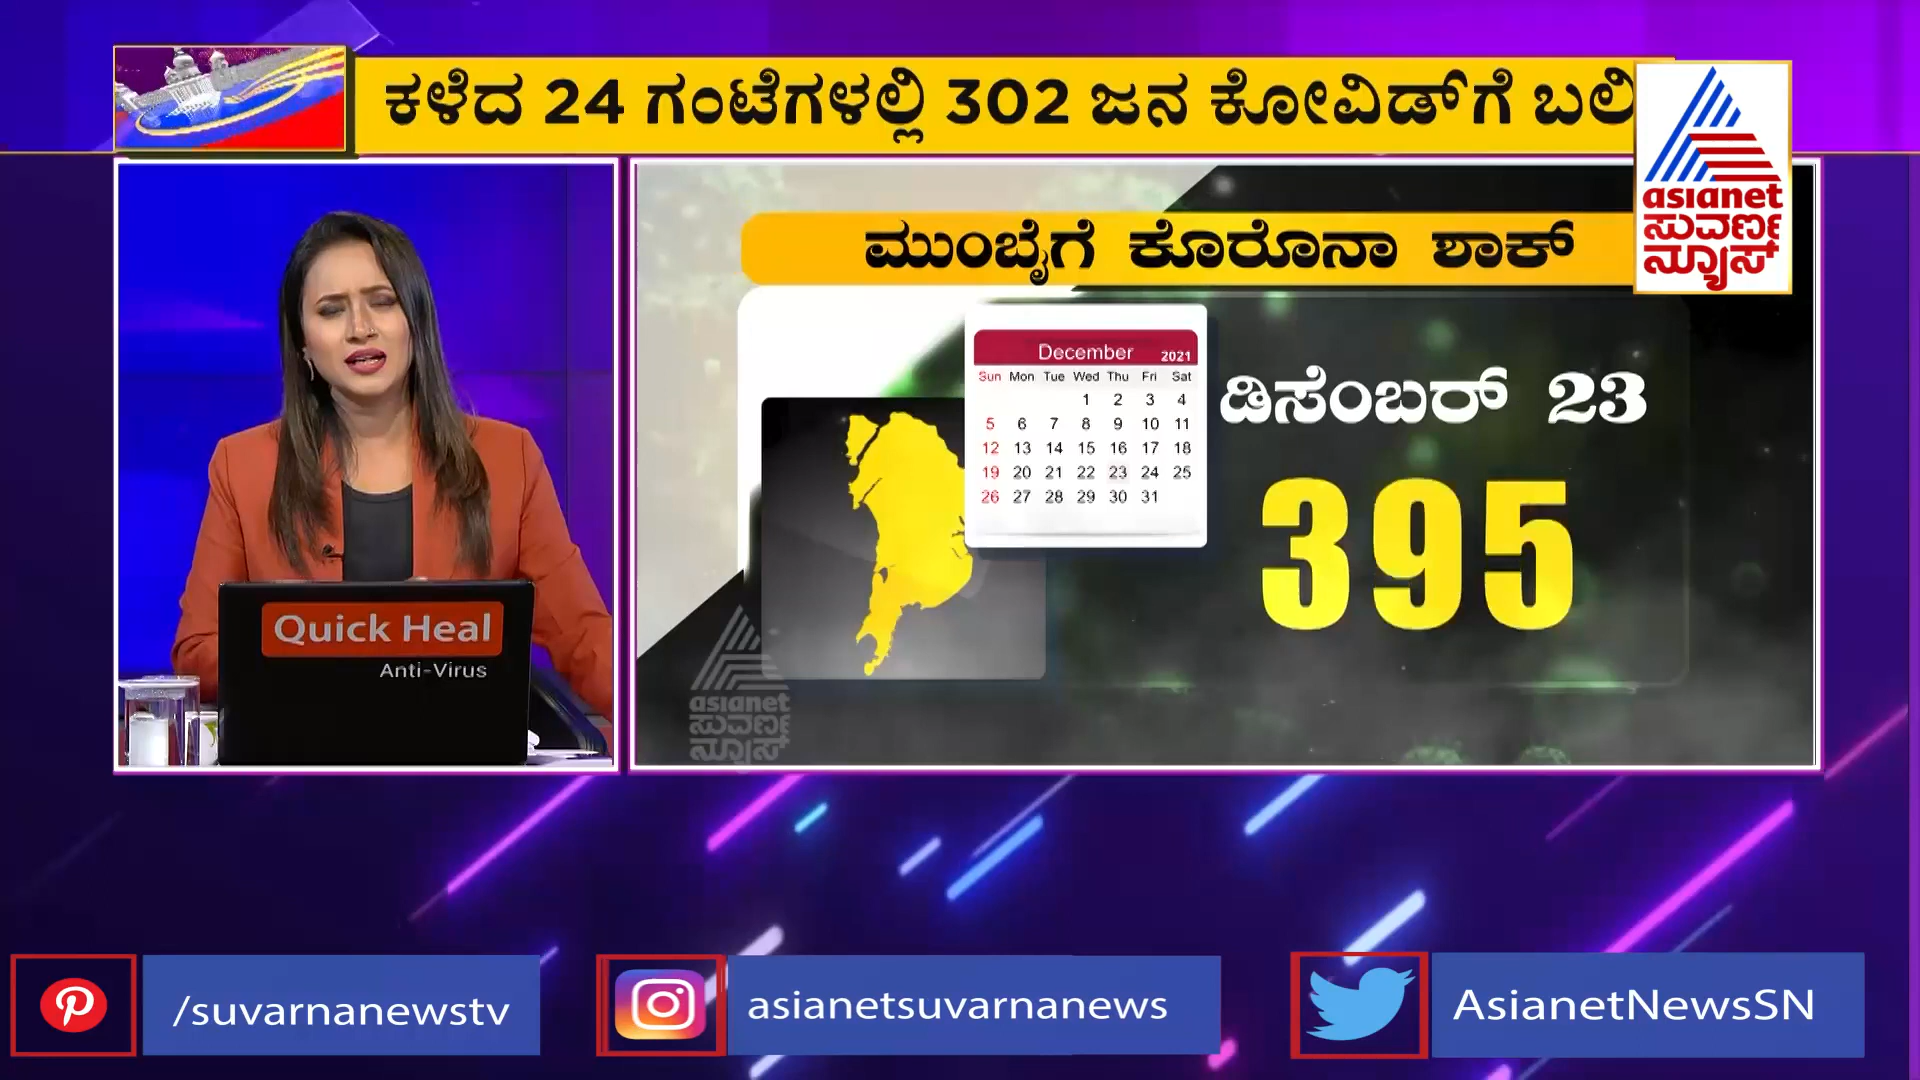 ಕಳೆದ 24 ಗಂಟೆಗಳಲ್ಲಿ 302 ಜನ ಕೋವಿಡ್‌ಗೆ ಬಲಿ
asianet
ಸುವರ್ಣ
ನ್ಯೂಸ್
ಮುಂಬೈಗೆ ಕೊರೊನಾ ಶಾಕ್
December 2021
Sun Mon Tue Wed Thu Fri Sat
1 2 3 4
5 6 7 8 9 10 11
12 13 14 15 16 17 18
19 20 21 22 23 24 25
26 27 28 29 30 31
ಡಿಸೆಂಬರ್ 23
395
Quick Heal
Anti-Virus
asianet
ಸುವರ್ಣ
ನ್ಯೂಸ್
/suvarnanewstv
asianetsuvarnanews
AsianetNewsSN